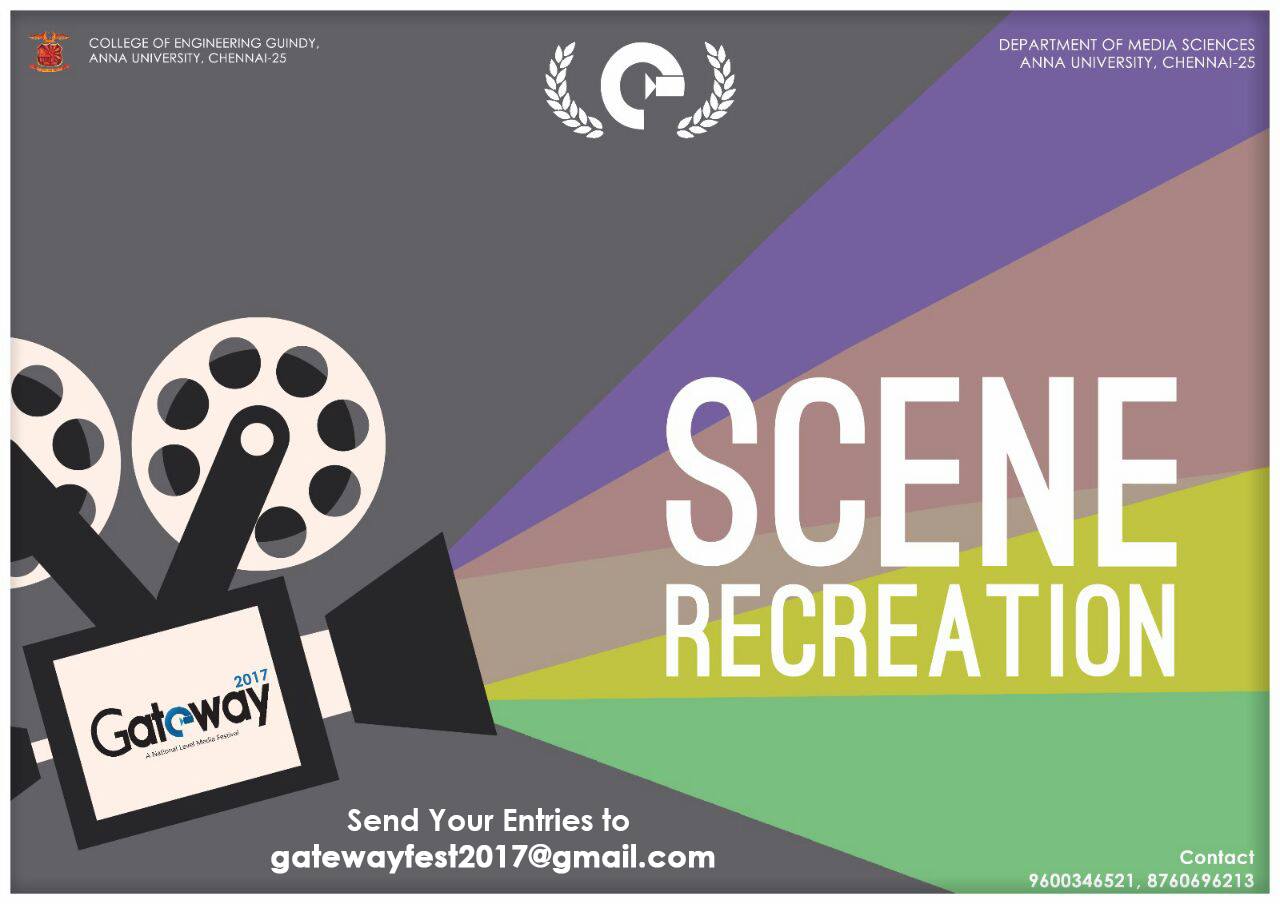 COLLEGE OF ENGINEERING GUINDY,
ANNA UNIVERSITY, CHENNAI-25
DEPARTMENT OF MEDIA SCIENCES
ANNA UNIVERSITY, CHENNAI-25
SCENE
RECREATION
2017
Gateway
A National Level Media Festival
Send Your Entries to
gatewayfest2017@gmail.com
Contact
9600346521, 8760696213